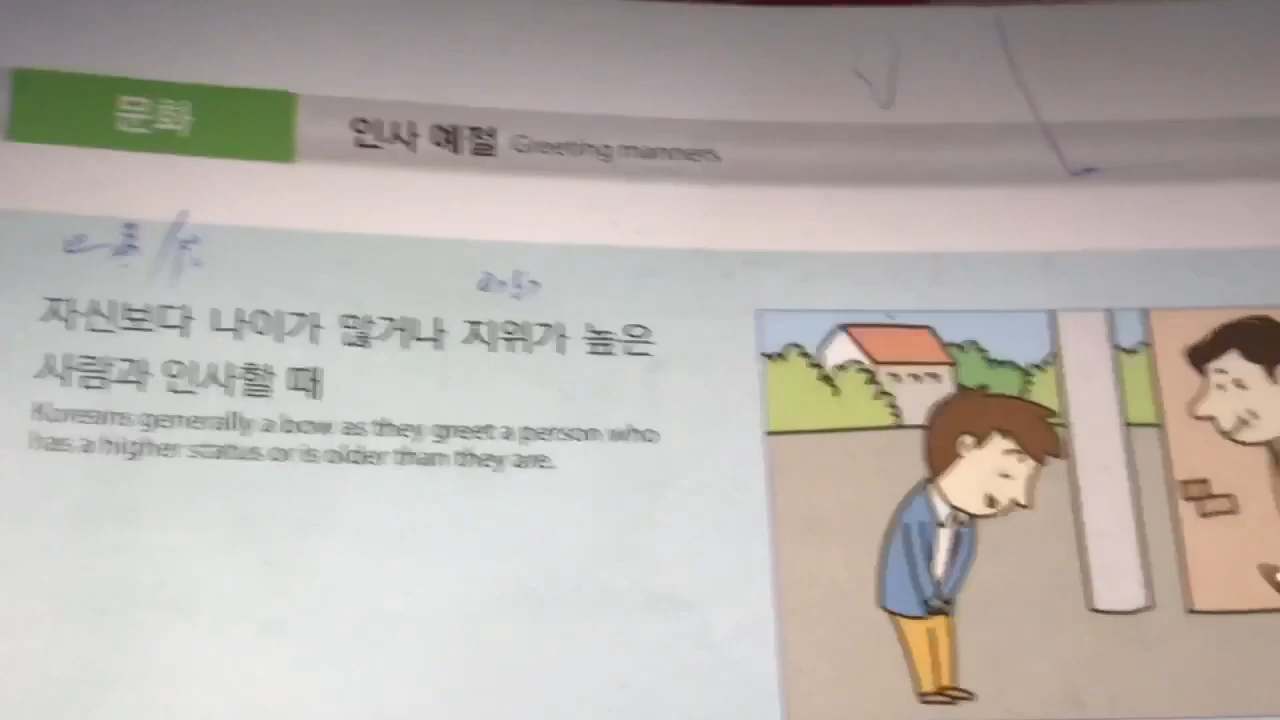 문화
인사 예절 Greeting manners
자신보다 나이가 많거나 지위가 높은
사람과 인사할 때
Koreans generally a bow as they greet a person who
has a higher status or is older than they are.